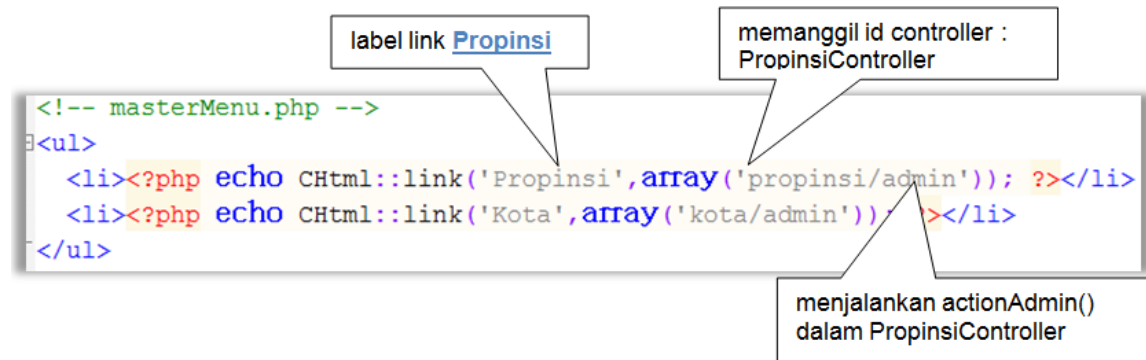 label link Propinsi
memanggil id controller :
PropinsiController
<!-- masterMenu.php -->
<ul>
<li><?php echo CHtml::link('Propinsi',array('propinsi/admin')); ?></li>
<li><?php echo CHtml::link('Kota',array('kota/admin')); ?></li>
</ul>
menjalankan actionAdmin()
dalam PropinsiController